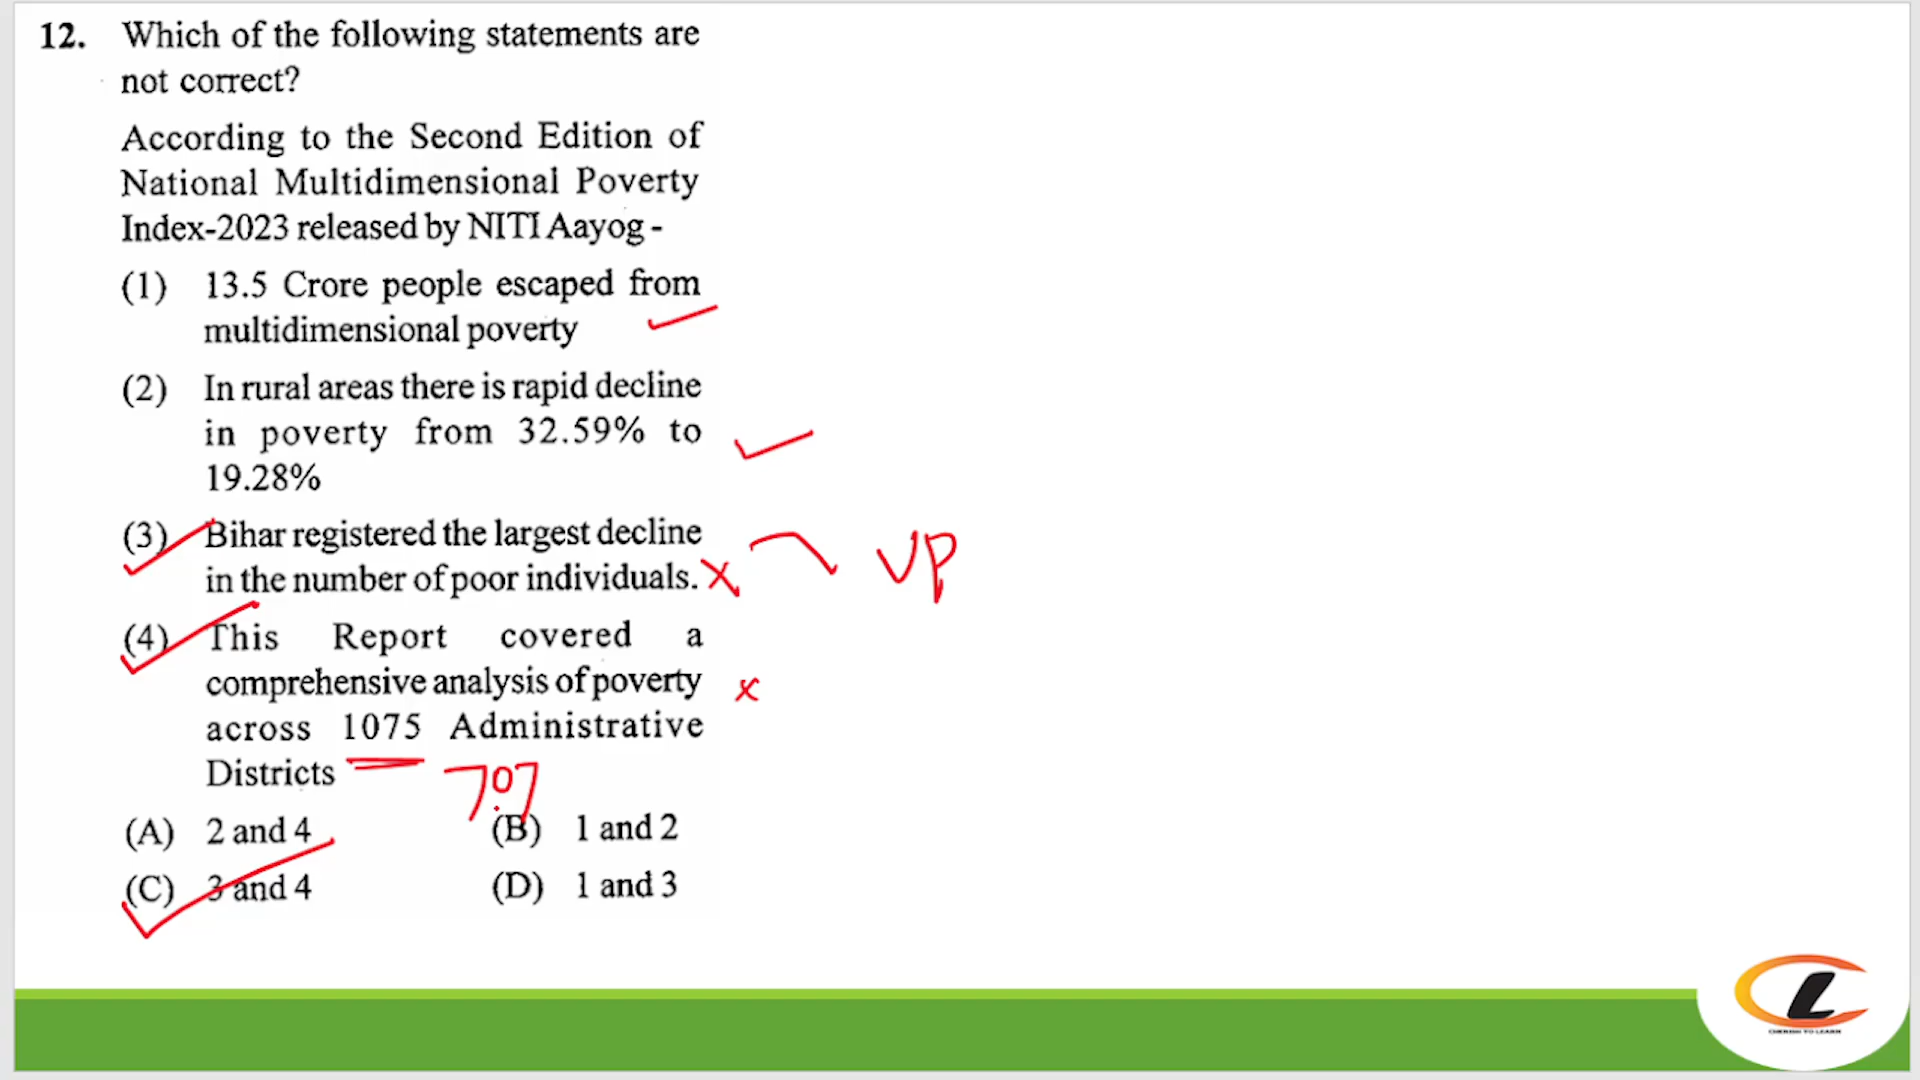 12. Which of the following statements are
not correct?
According to the Second Edition of
National Multidimensional Poverty
Index-2023 released by NITI Aayog -
(1) 13.5 Crore people escaped from
multidimensional poverty
(2) In rural areas there is rapid decline
in poverty from 32.59% to
19.28%
(3) Bihar registered the largest decline
in the number of poor individuals.
UP
(4) This Report covered a
comprehensive analysis of poverty
across 1075 Administrative
Districts
707
(A) 2 and 4 (B) 1 and 2
(C) 3 and 4 (D) 1 and 3
CL
CHERISH TO LEARN